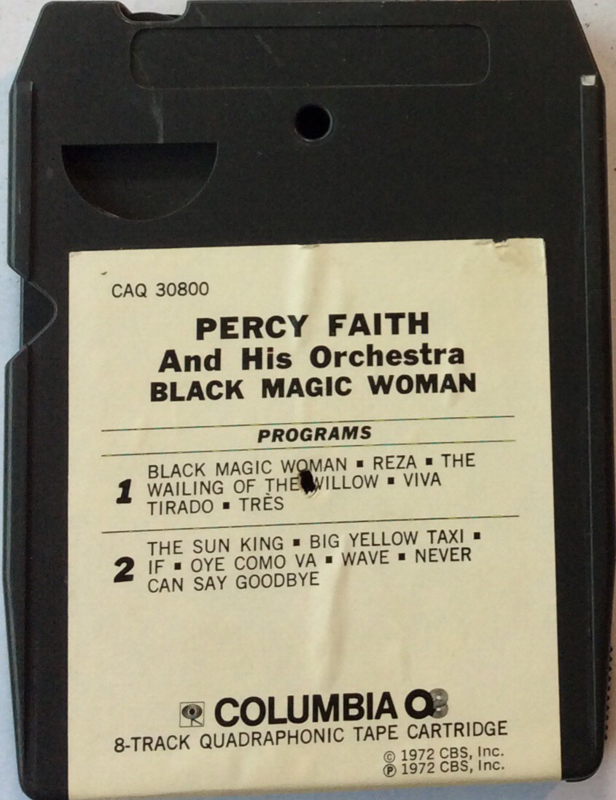 CAQ 30800
PERCY FAITH
And His Orchestra
BLACK MAGIC WOMAN
PROGRAMS
1 BLACK MAGIC WOMAN ▪ REZA ▪ THE
WAILING OF THE WILLOW ▪ VIVA
TIRADO ▪ TRÈS
2 THE SUN KING ▪ BIG YELLOW TAXI ▪
IF ▪ OYE COMO VA ▪ WAVE ▪ NEVER
CAN SAY GOODBYE
COLUMBIA Q8
8-TRACK QUADRAPHONIC TAPE CARTRIDGE
© 1972 CBS, Inc.
℗ 1972 CBS, Inc.